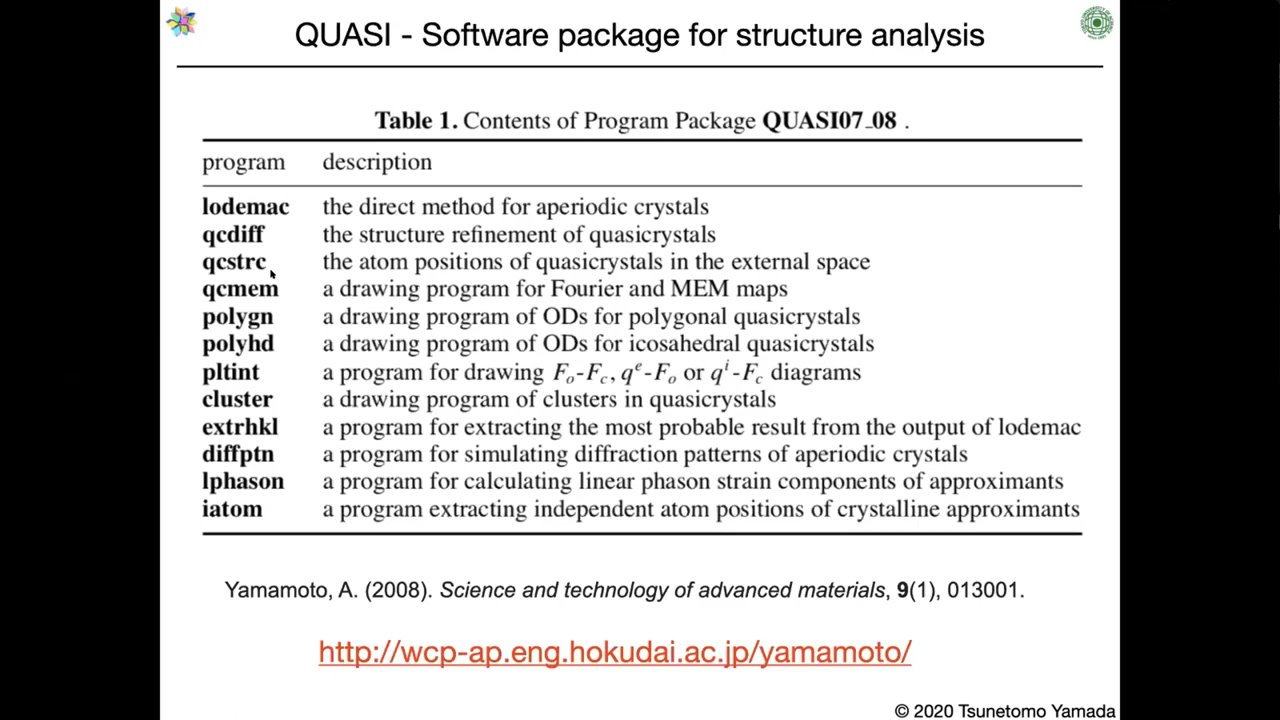 QUASI - Software package for structure analysis
Table 1. Contents of Program Package QUASI07_08 .
program description
lodemac the direct method for aperiodic crystals
qcdiff the structure refinement of quasicrystals
qcstrc the atom positions of quasicrystals in the external space
qcmem a drawing program for Fourier and MEM maps
polygn a drawing program of ODs for polygonal quasicrystals
polyhd a drawing program of ODs for icosahedral quasicrystals
pltint a program for drawing Fo-Fc, qe-Fo or qi-Fc diagrams
cluster a drawing program of clusters in quasicrystals
extrhkl a program for extracting the most probable result from the output of lodemac
diffptn a program for simulating diffraction patterns of aperiodic crystals
lphason a program for calculating linear phason strain components of approximants
iatom a program extracting independent atom positions of crystalline approximants
Yamamoto, A. (2008). Science and technology of advanced materials, 9(1), 013001.
http://wcp-ap.eng.hokudai.ac.jp/yamamoto/
© 2020 Tsunetomo Yamada